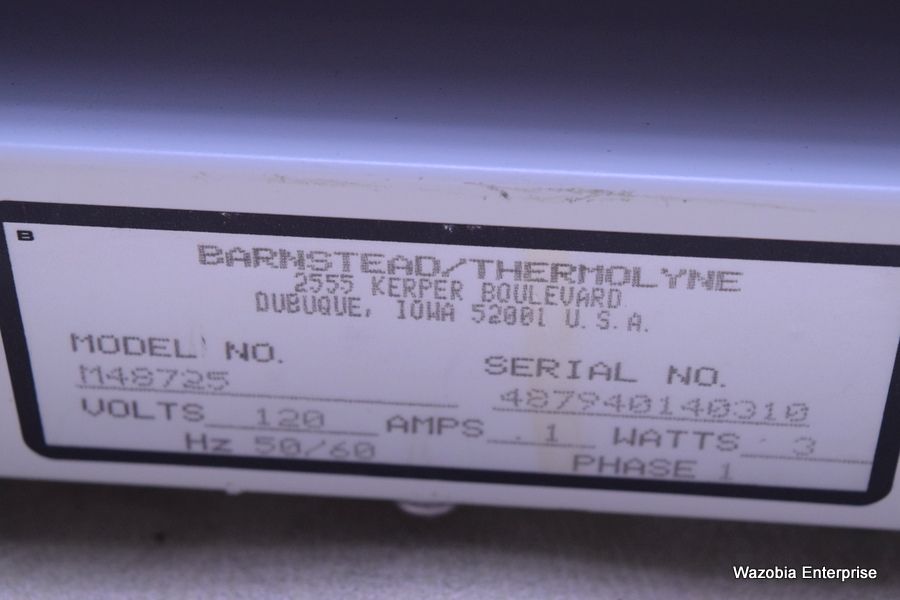 B
BARNSTEAD/THERMOLYNE
2555 KERPER BOULEVARD
DUBUQUE, IOWA 52001 U.S.A.
MODEL NO.
M48725
SERIAL NO.
487940140310
VOLTS 120 AMPS .1 WATTS 3
Hz 50/60 PHASE 1
Wazobia Enterprise